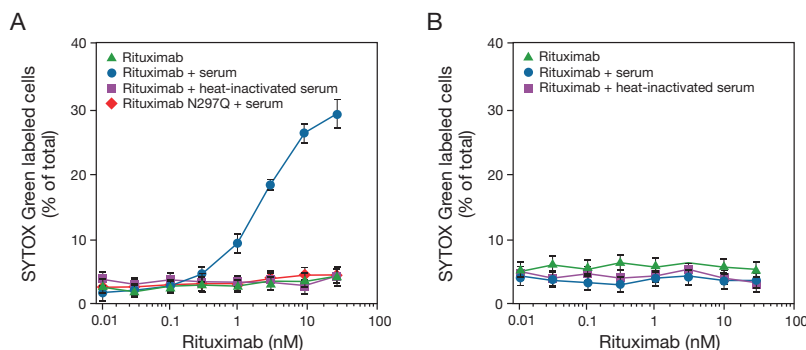 A
SYTOX Green labeled cells
(% of total)
40
30
20
10
0
Rituximab
Rituximab + serum
Rituximab + heat-inactivated serum
Rituximab N297Q + serum
0.01
0.1
1
10
100
Rituximab (nM)
B
SYTOX Green labeled cells
(% of total)
40
30
20
10
0
Rituximab
Rituximab + serum
Rituximab + heat-inactivated serum
0.01
0.1
1
10
100
Rituximab (nM)